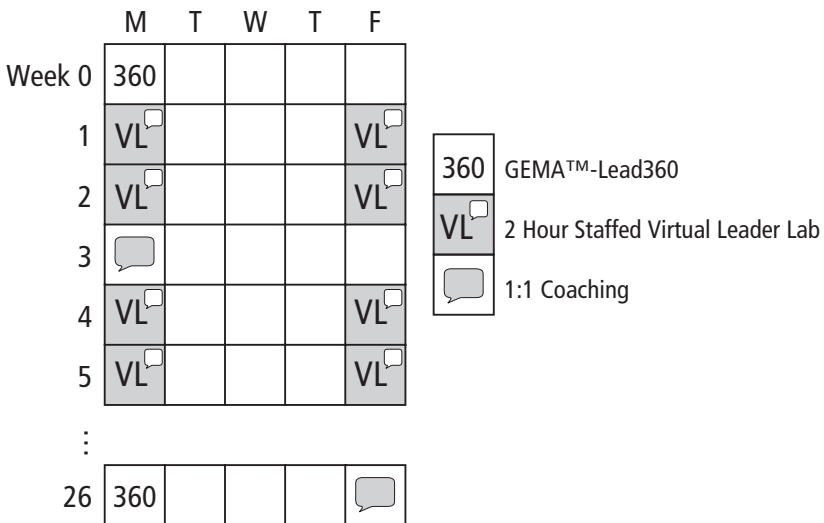 M T W T F
Week 0 360
1 VL VL
2 VL VL
3
4 VL VL
5 VL VL
⋮
26 360
360 GEMA™-Lead360
VL 2 Hour Staffed Virtual Leader Lab
1:1 Coaching